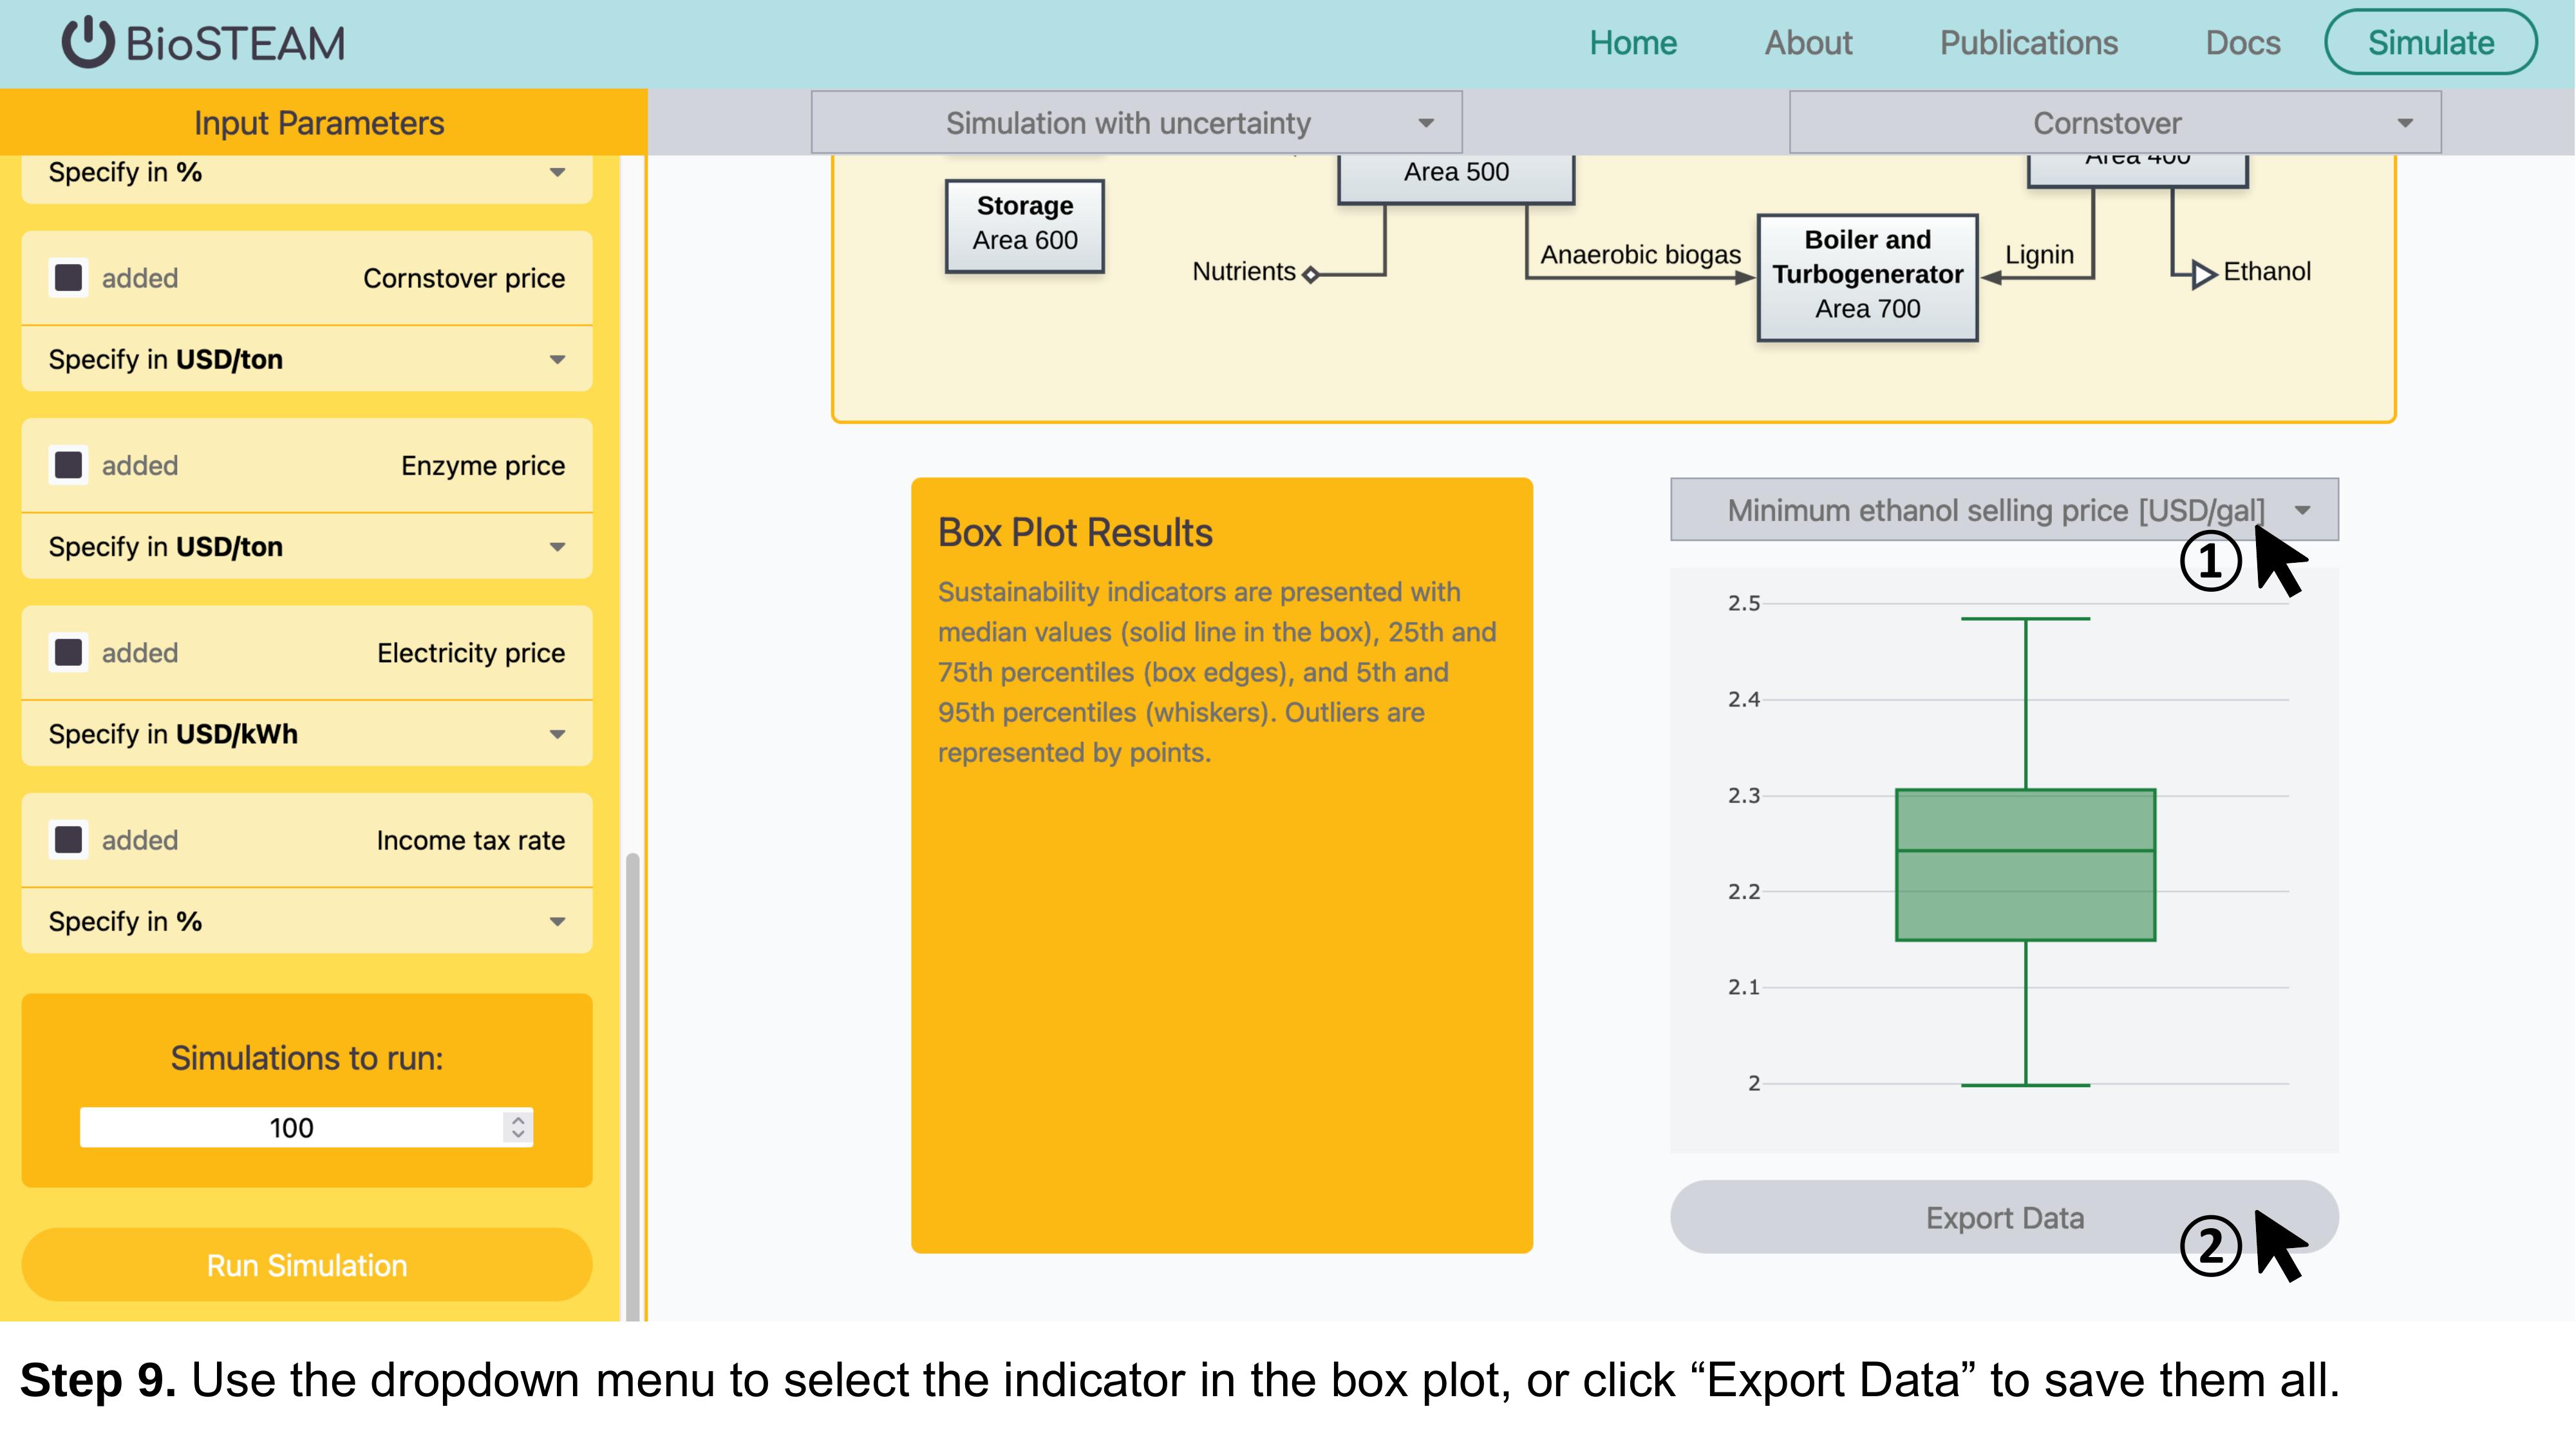 BioSTEAM
Home
About
Publications
Docs
Simulate
Input Parameters
Simulation with uncertainty
Cornstover
Specify in %
added
Cornstover price
Specify in USD/ton
added
Enzyme price
Specify in USD/ton
added
Electricity price
Specify in USD/kWh
added
Income tax rate
Specify in %
Simulations to run:
100
Run Simulation
Storage
Area 600
Area 500
Area 400
Nutrients
Anaerobic biogas
Boiler and
Turbogenerator
Area 700
Lignin
Ethanol
Box Plot Results
Sustainability indicators are presented with
median values (solid line in the box), 25th and
75th percentiles (box edges), and 5th and
95th percentiles (whiskers). Outliers are
represented by points.
Minimum ethanol selling price [USD/gal]
①
2.5
2.4
2.3
2.2
2.1
2
Export Data
②
Step 9. Use the dropdown menu to select the indicator in the box plot, or click “Export Data” to save them all.